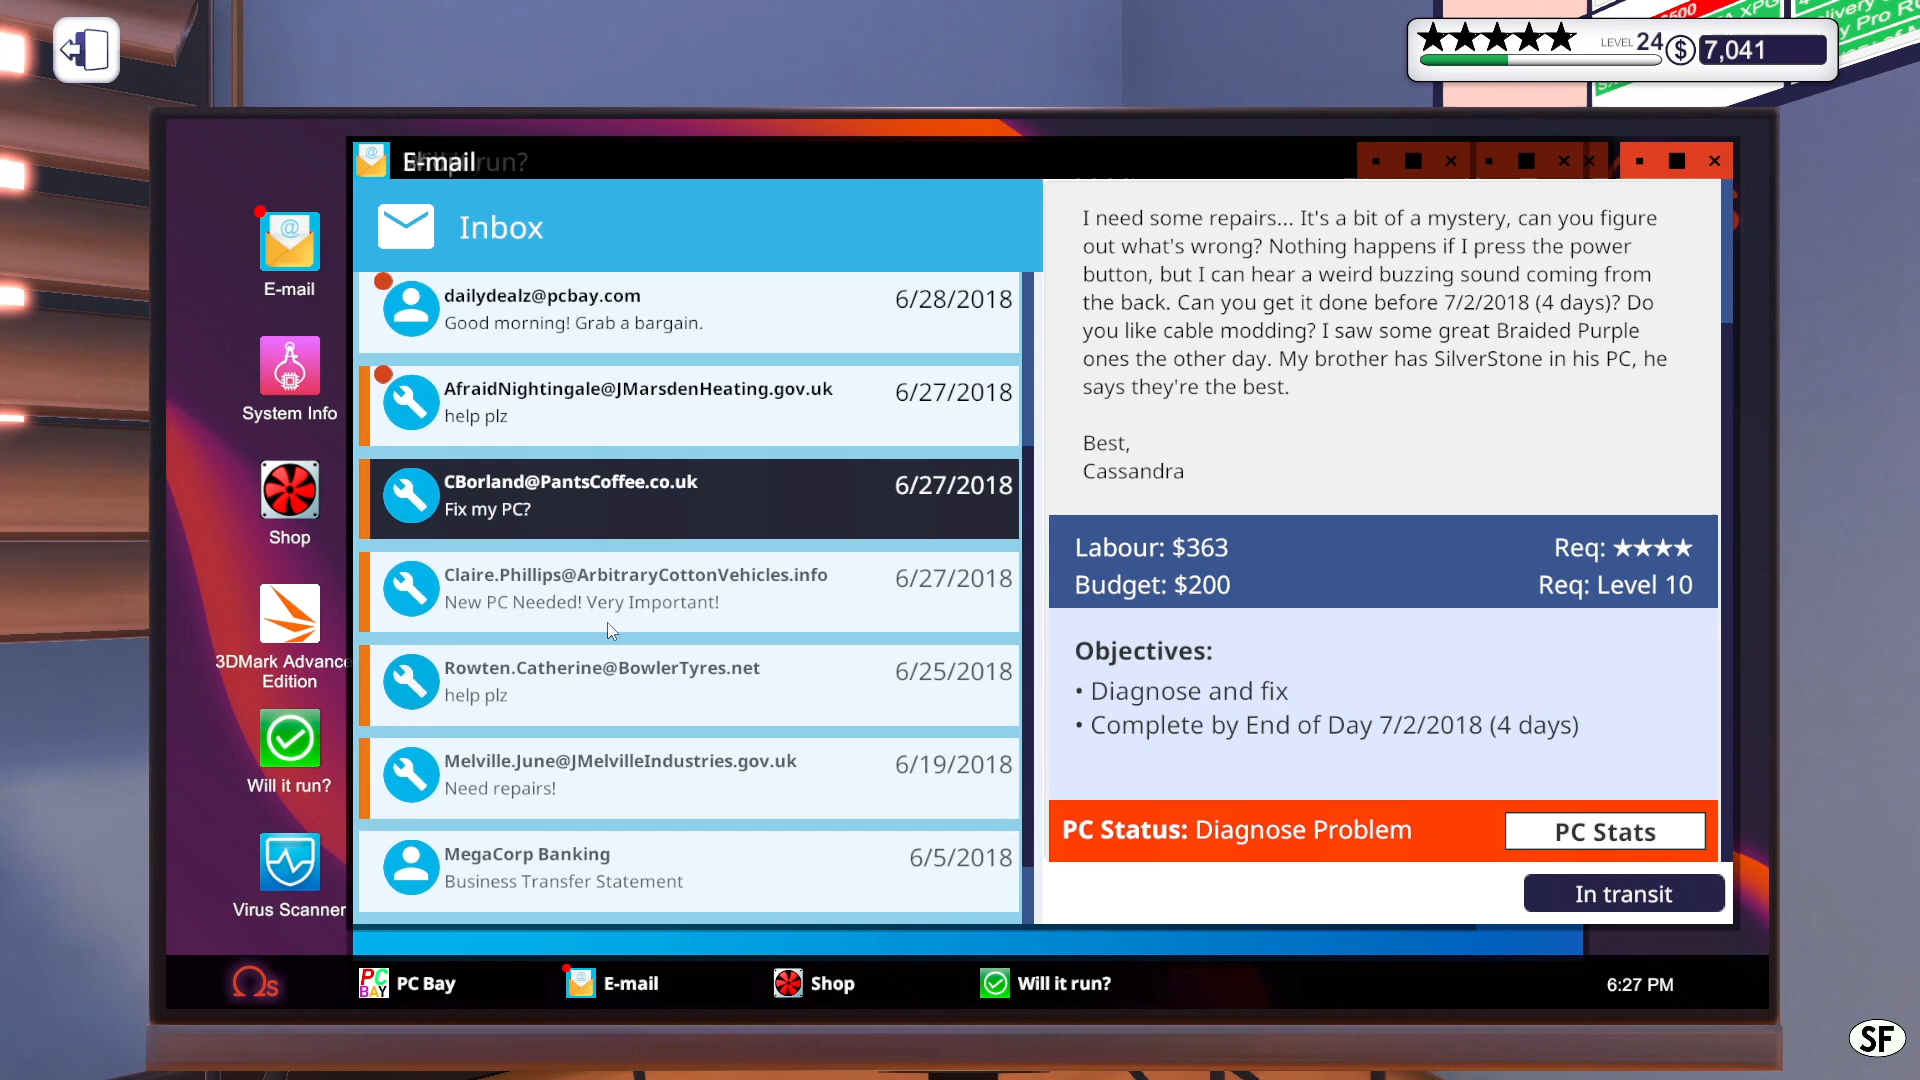 LEVEL 24
$ 7,041
E-mail
run?
Inbox
dailydealz@pcbay.com
6/28/2018
Good morning! Grab a bargain.
AfraidNightingale@JMarsdenHeating.gov.uk
6/27/2018
help plz
CBorland@PantsCoffee.co.uk
6/27/2018
Fix my PC?
Claire.Phillips@ArbitraryCottonVehicles.info
6/27/2018
New PC Needed! Very Important!
Rowten.Catherine@BowlerTyres.net
6/25/2018
help plz
Melville.June@JMelvilleIndustries.gov.uk
6/19/2018
Need repairs!
MegaCorp Banking
6/5/2018
Business Transfer Statement
I need some repairs... It's a bit of a mystery, can you figure
out what's wrong? Nothing happens if I press the power
button, but I can hear a weird buzzing sound coming from
the back. Can you get it done before 7/2/2018 (4 days)? Do
you like cable modding? I saw some great Braided Purple
ones the other day. My brother has SilverStone in his PC, he
says they're the best.
Best,
Cassandra
Labour: $363
Req: ★★★★
Budget: $200
Req: Level 10
Objectives:
• Diagnose and fix
• Complete by End of Day 7/2/2018 (4 days)
PC Status: Diagnose Problem
PC Stats
In transit
E-mail
System Info
Shop
3DMark Advance
Edition
Will it run?
Virus Scanner
Ωs
PC BAY
PC Bay
E-mail
Shop
Will it run?
6:27 PM
SF